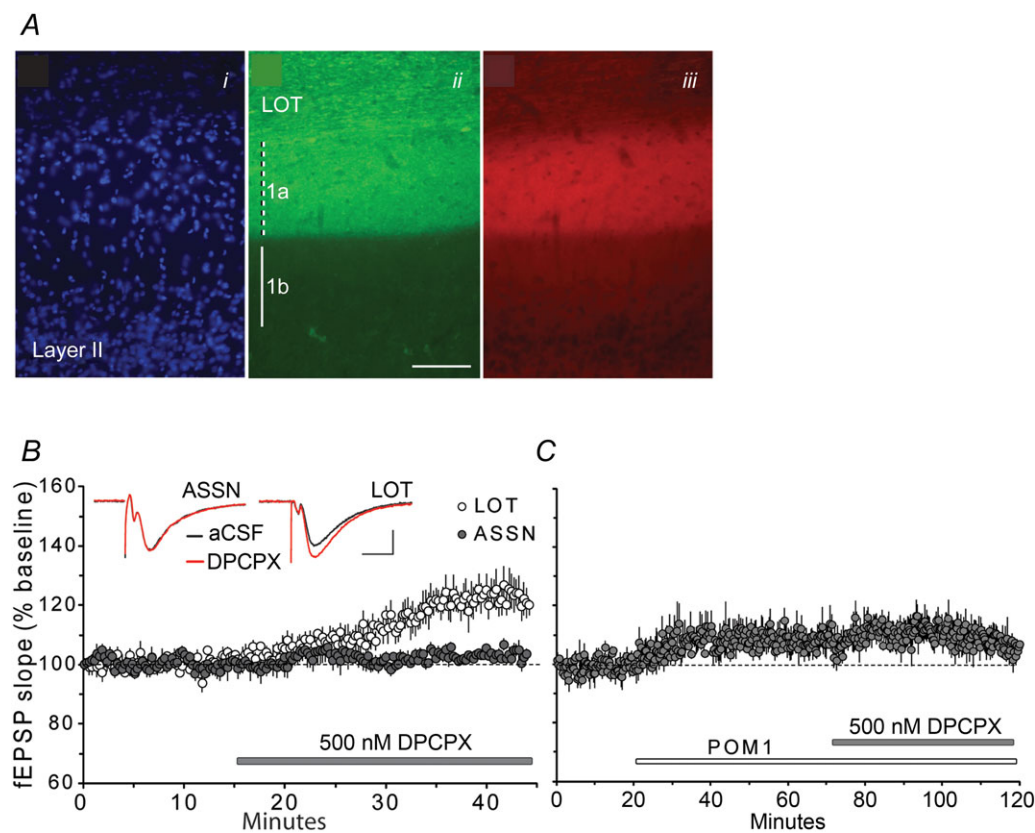 A
i
ii
iii
LOT
1a
1b
Layer II
B
C
160
140
120
100
80
60
fEPSP slope (% baseline)
ASSN
LOT
aCSF
DPCPX
LOT
ASSN
500 nM DPCPX
0 10 20 30 40
Minutes
500 nM DPCPX
POM1
0 20 40 60 80 100 120
Minutes